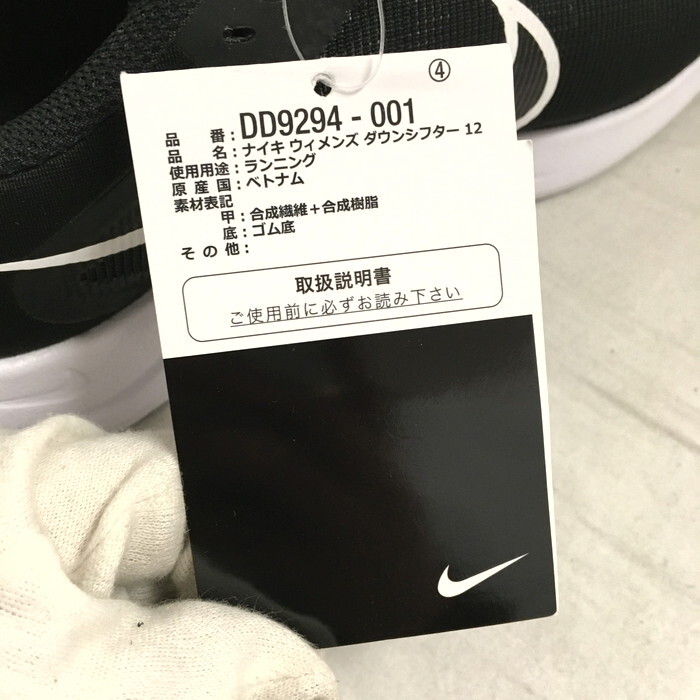 ④
品番：DD9294 - 001
品名：ナイキ ウィメンズ ダウンシフター 12
使用用途：ランニング
原産国：ベトナム
素材表記
甲：合成繊維＋合成樹脂
底：ゴム底
その他：
取扱説明書
ご使用前に必ずお読み下さい